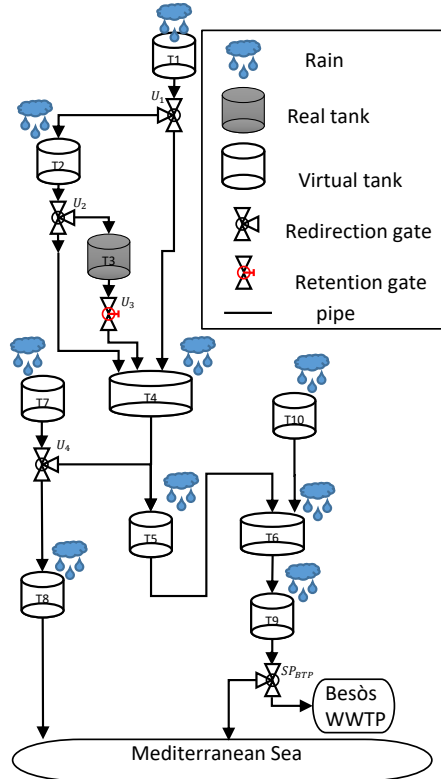 T1
Rain
U1
Real tank
T2
Virtual tank
U2
Redirection gate
T3
Retention gate
U3
pipe
T7
T4
T10
U4
T5
T6
T8
T9
SPBTP
Besòs
WWTP
Mediterranean Sea